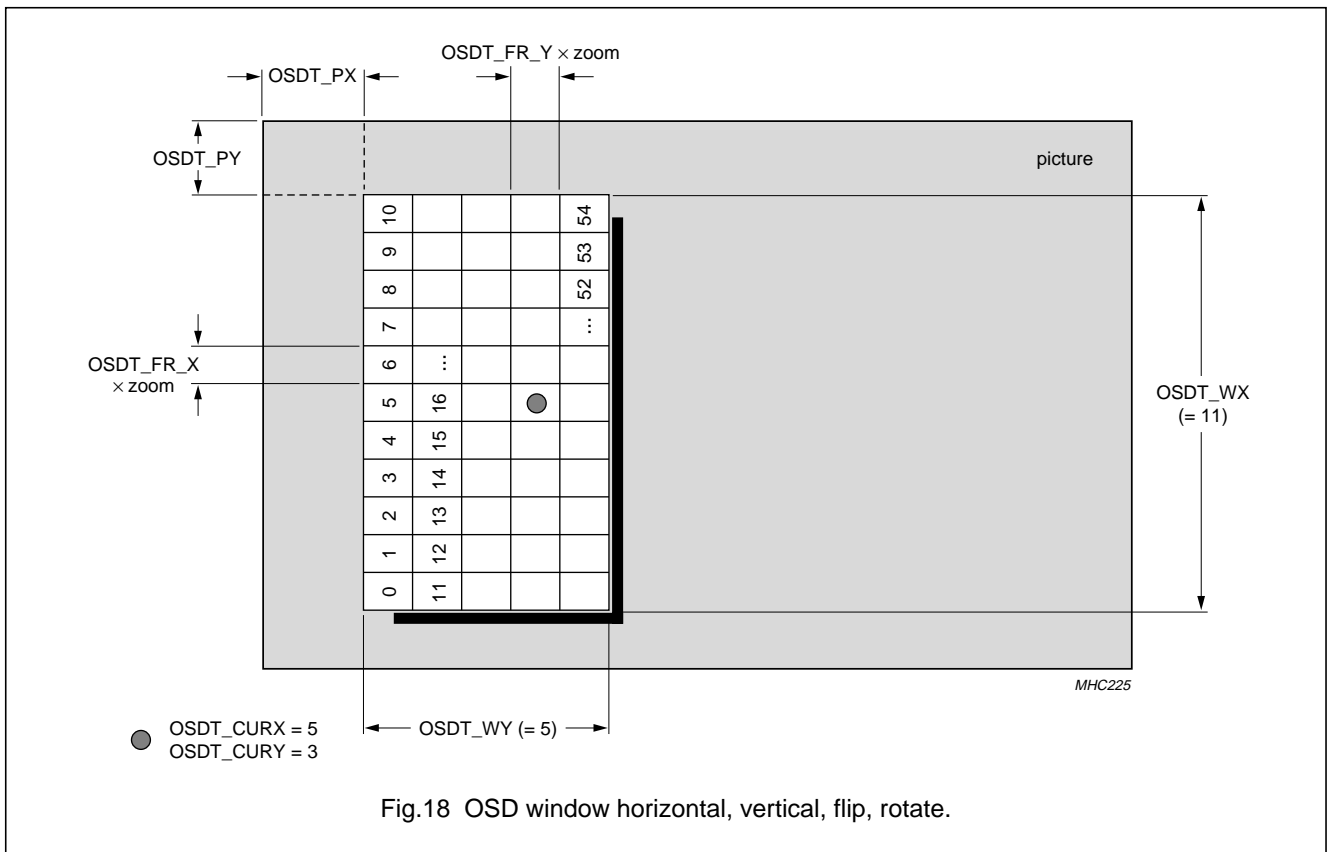 OSDT_FR_Y × zoom
OSDT_PX
OSDT_PY
picture
10
54
9
53
8
52
7
...
OSDT_FR_X
× zoom
6
...
5
16
4
15
3
14
2
13
1
12
0
11
OSDT_WX
(= 11)
MHC225
OSDT_CURX = 5
OSDT_CURY = 3
OSDT_WY (= 5)
Fig.18 OSD window horizontal, vertical, flip, rotate.